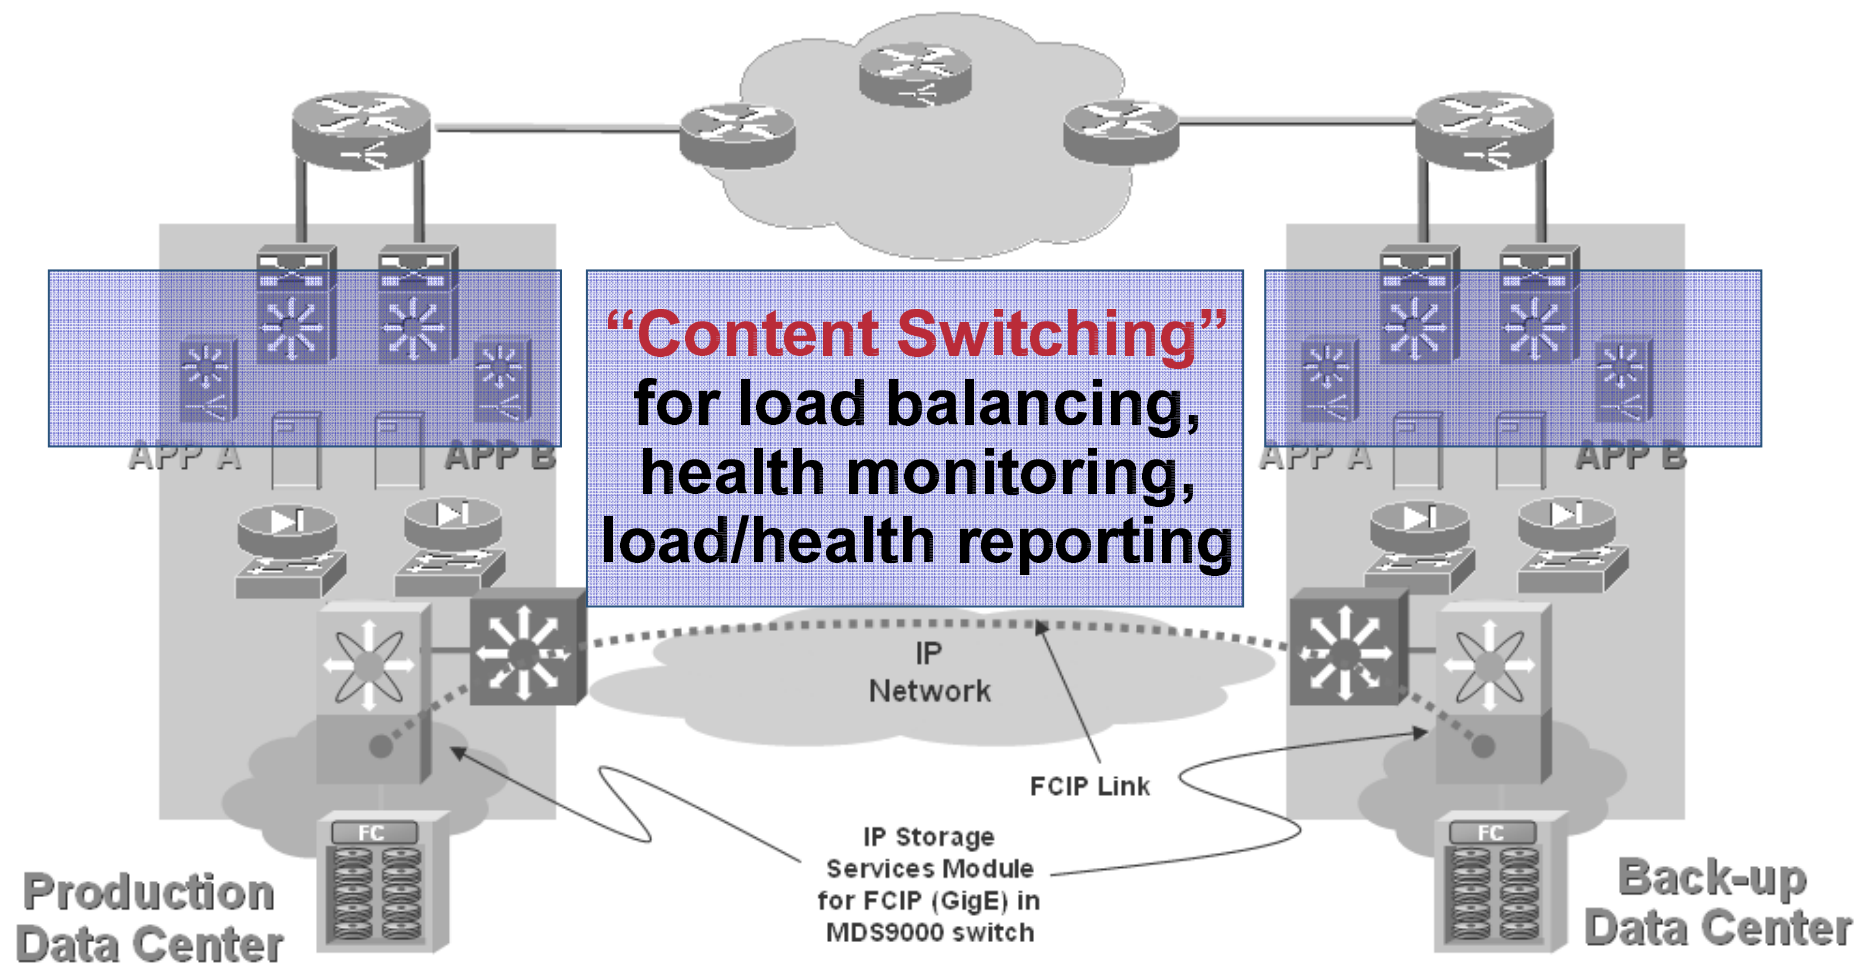 “Content Switching”
for load balancing,
health monitoring,
load/health reporting
APP A
APP B
APP A
APP B
IP
Network
FCIP Link
IP Storage
Services Module
for FCIP (GigE) in
MDS9000 switch
FC
FC
Production
Data Center
Back-up
Data Center